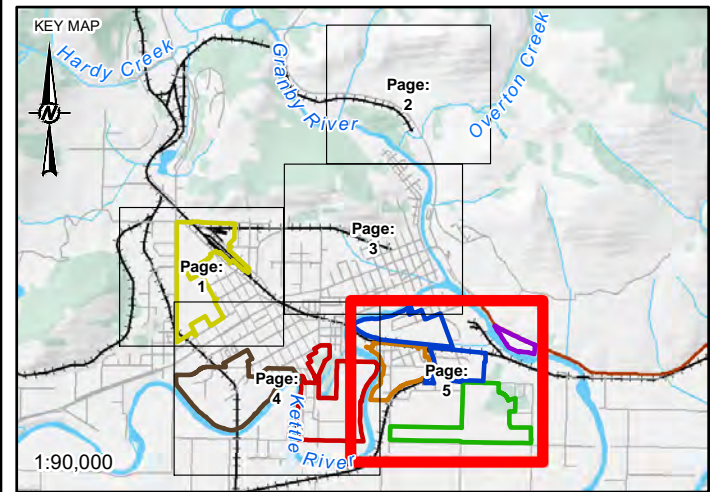 KEY MAP
Hardy Creek
Granby River
Overton Creek
N
Page:
2
Page:
3
Page:
1
Page:
4
Page:
5
Kettle River
1:90,000